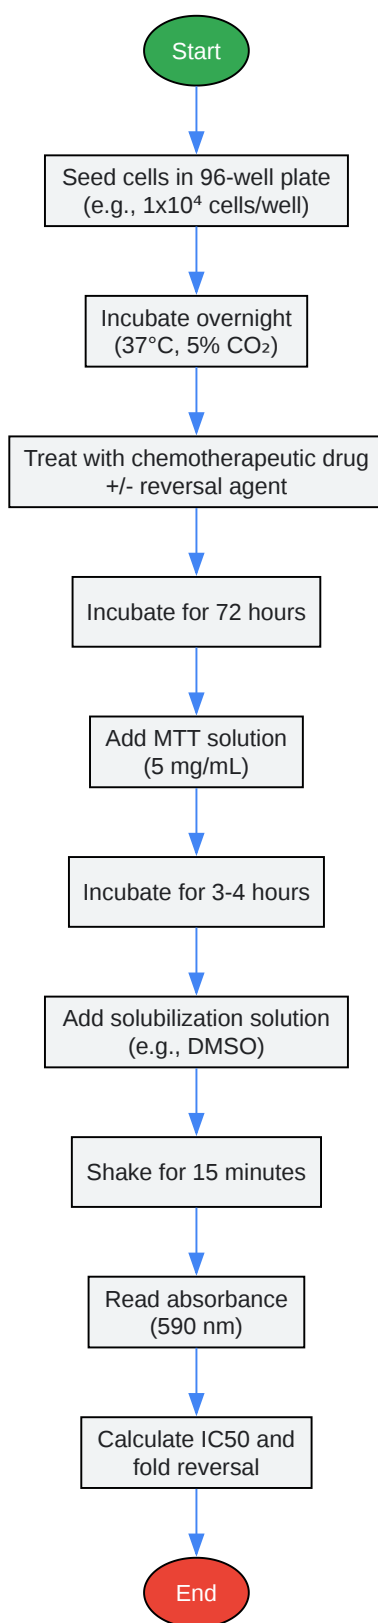 Start
Seed cells in 96-well plate
(e.g., 1x10⁴ cells/well)
Incubate overnight
(37°C, 5% CO₂)
Treat with chemotherapeutic drug
+/- reversal agent
Incubate for 72 hours
Add MTT solution
(5 mg/mL)
Incubate for 3-4 hours
Add solubilization solution
(e.g., DMSO)
Shake for 15 minutes
Read absorbance
(590 nm)
Calculate IC50 and
fold reversal
End